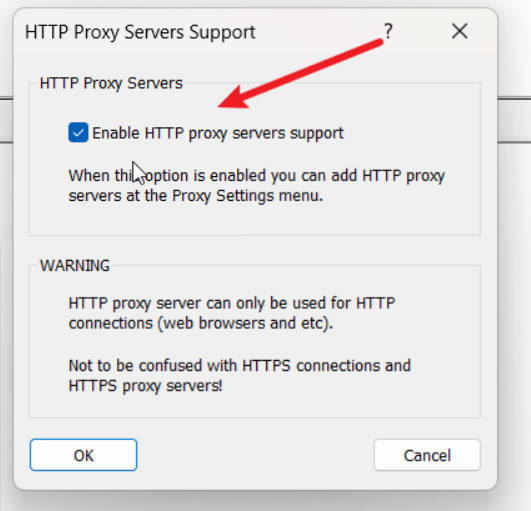 HTTP Proxy Servers Support ?
HTTP Proxy Servers
Enable HTTP proxy servers support
When this option is enabled you can add HTTP proxy
servers at the Proxy Settings menu.
WARNING
HTTP proxy server can only be used for HTTP
connections (web browsers and etc).
Not to be confused with HTTPS connections and
HTTPS proxy servers!
OK Cancel